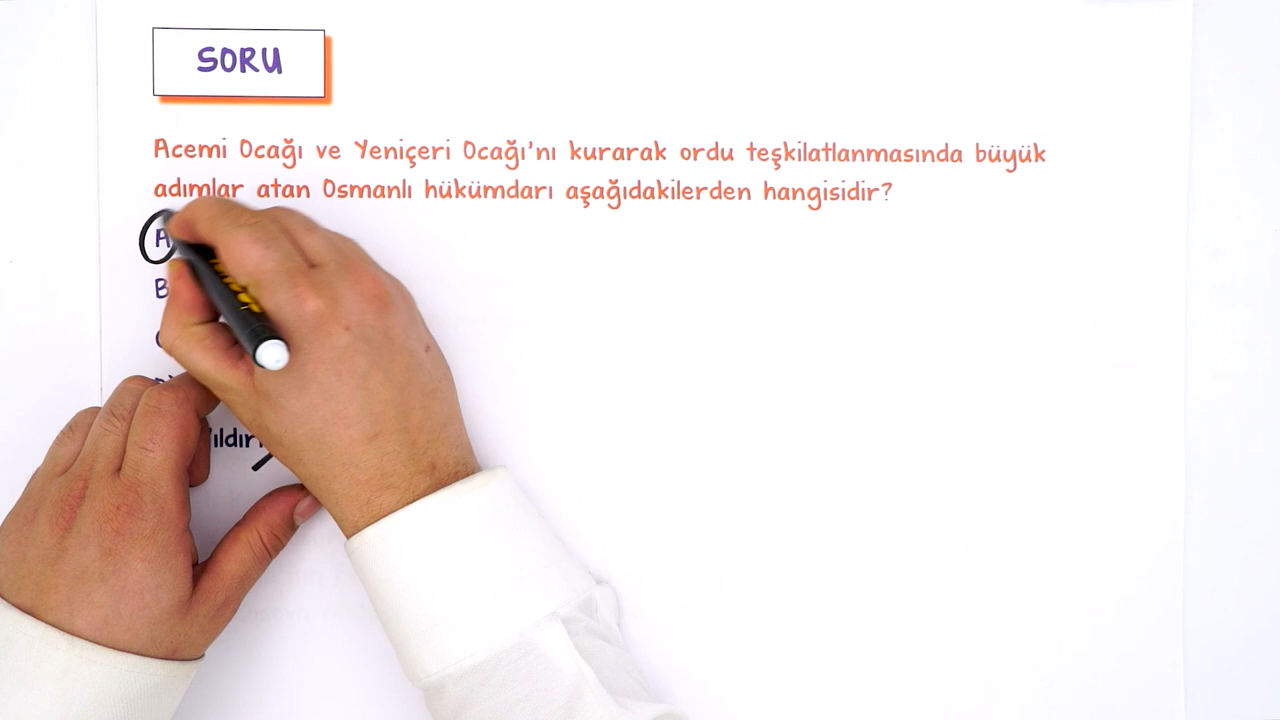 SORU
Acemi Ocağı ve Yeniçeri Ocağı'nı kurarak ordu teşkilatlanmasında büyük
adımlar atan Osmanlı hükümdarı aşağıdakilerden hangisidir?
A
B